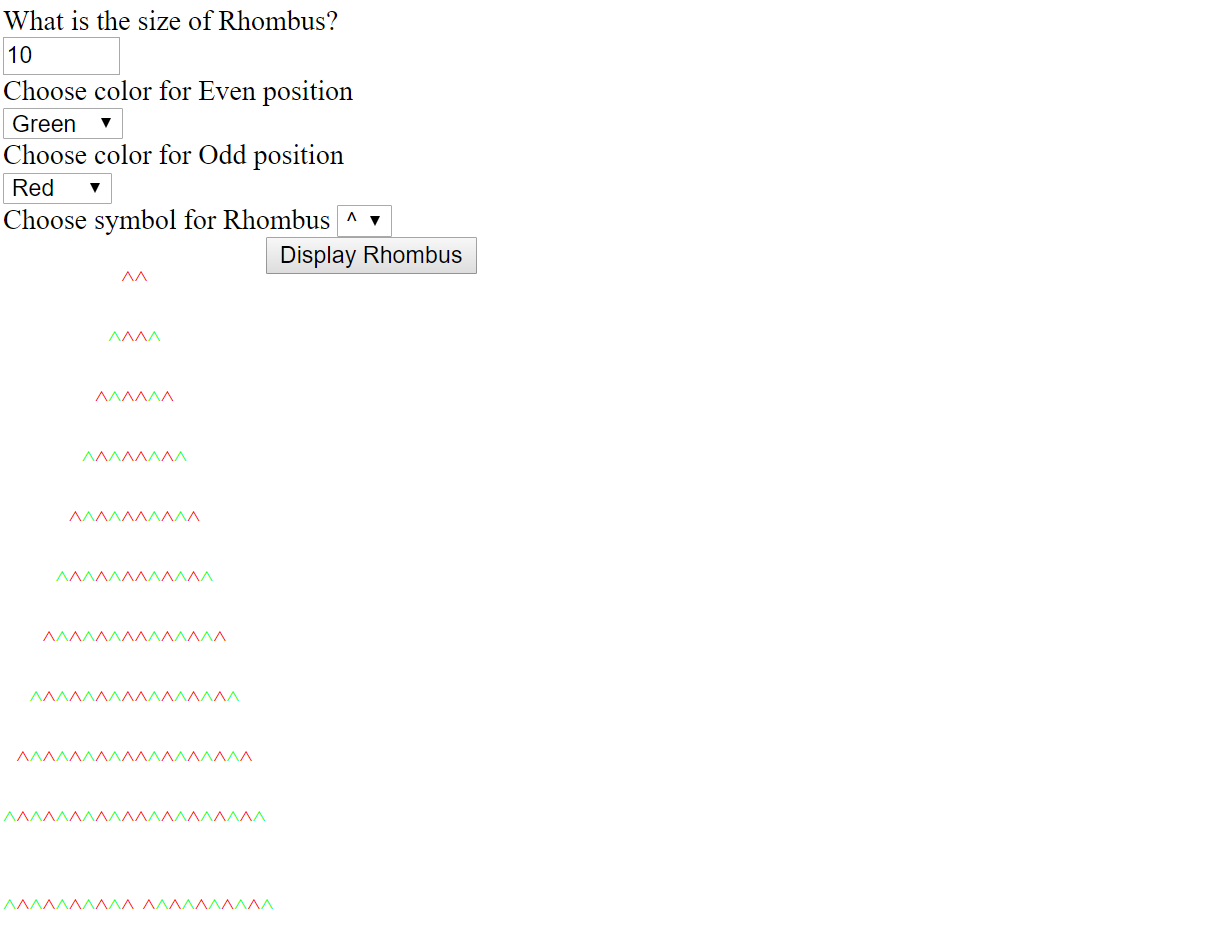 What is the size of Rhombus?
10
Choose color for Even position
Green ▼
Choose color for Odd position
Red ▼
Choose symbol for Rhombus ^ ▼
Display Rhombus
^^
^^^^
^^^^^^
^^^^^^^^
^^^^^^^^^^
^^^^^^^^^^^^
^^^^^^^^^^^^^^
^^^^^^^^^^^^^^^^
^^^^^^^^^^^^^^^^^^
^^^^^^^^^^^^^^^^^^^^
^^^^^^^^^^ ^^^^^^^^^^